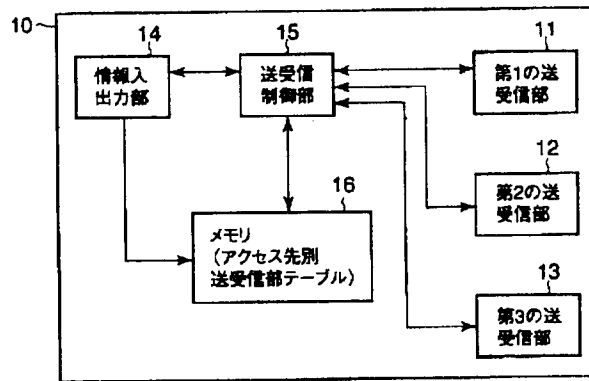 10
14
情報入
出力部
15
送受信
制御部
11
第1の送
受信部
12
第2の送
受信部
16
メモリ
(アクセス先別
送受信部テーブル)
13
第3の送
受信部